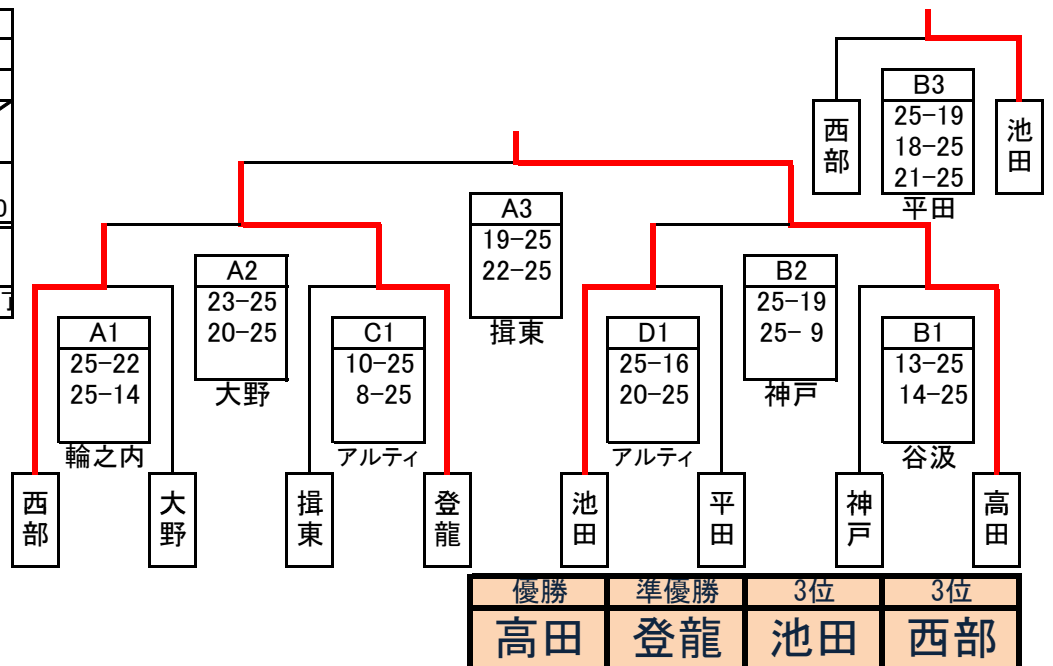 B3
25-19
18-25
21-25
西部
池田
平田
A3
19-25
22-25
揖東
A2
23-25
20-25
大野
B2
25-19
25- 9
神戸
A1
25-22
25-14
輪之内
C1
10-25
8-25
アルティ
D1
25-16
20-25
アルティ
B1
13-25
14-25
谷汲
西部
大野
揖東
登龍
池田
平田
神戸
高田
優勝 準優勝 3位 3位
高田 登龍 池田 西部